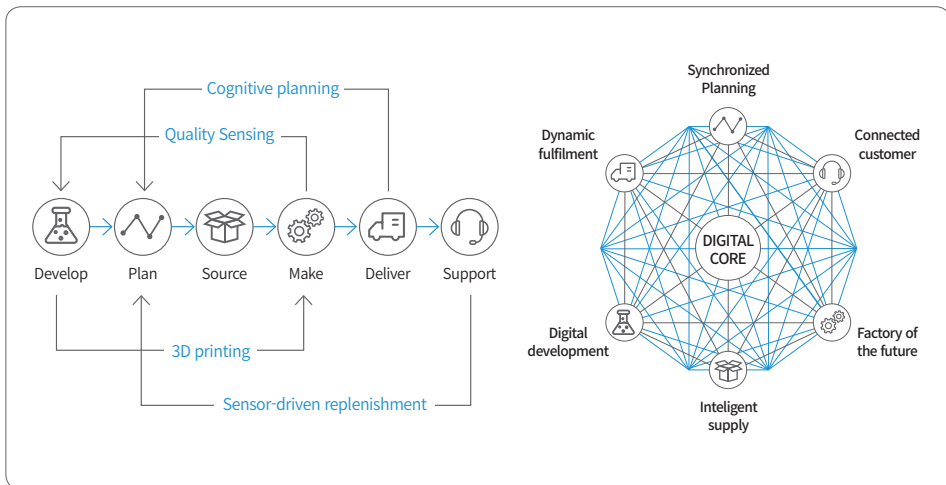 Cognitive planning
Quality Sensing
Develop
Plan
Source
Make
Deliver
Support
3D printing
Sensor-driven replenishment
Synchronized
Planning
Dynamic
fulfilment
Connected
customer
DIGITAL
CORE
Digital
development
Factory of
the future
Inteligent
supply